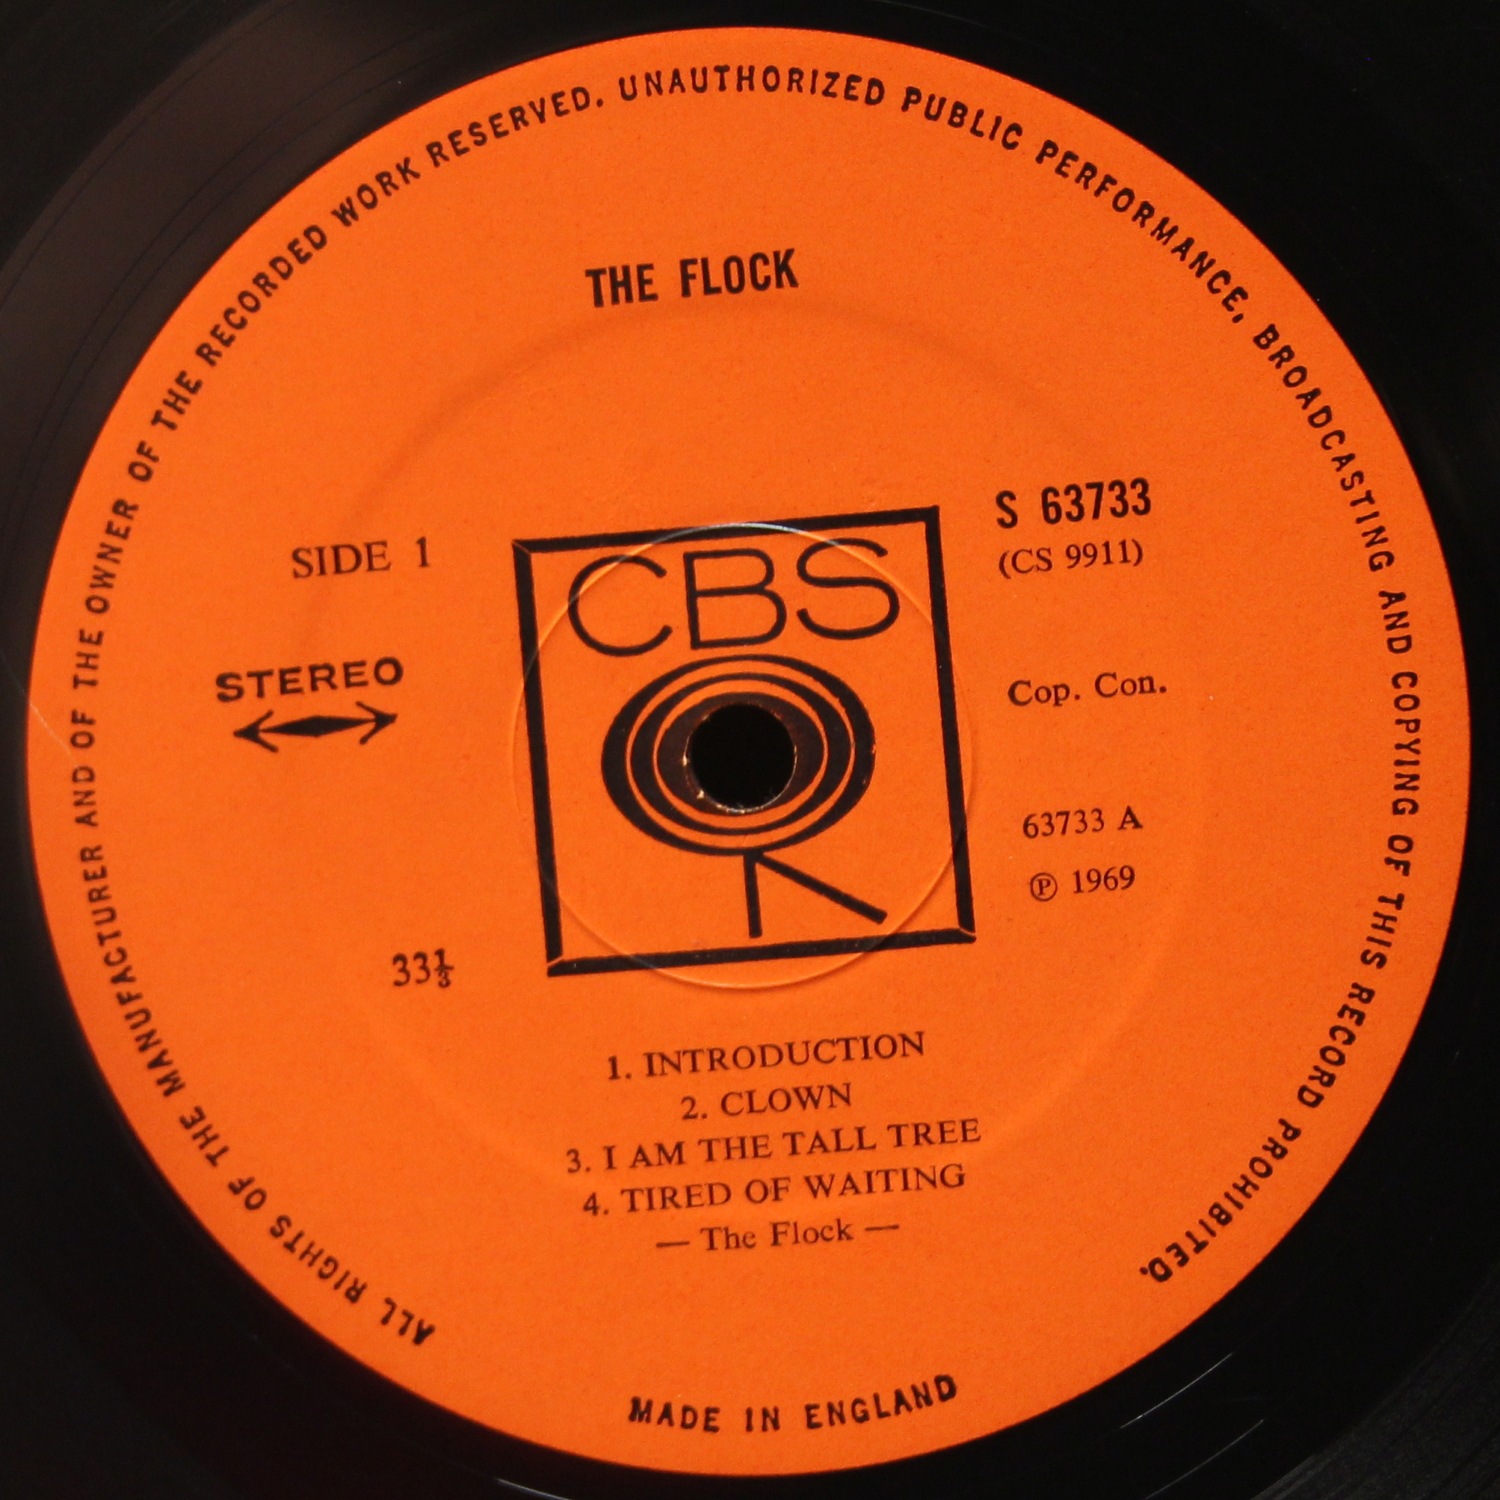 ALL RIGHTS OF THE MANUFACTURER AND OF THE OWNER OF THE RECORDED WORK RESERVED. UNAUTHORIZED PUBLIC PERFORMANCE, BROADCASTING AND COPYING OF THIS RECORD PROHIBITED.
THE FLOCK
S 63733
(CS 9911)
SIDE 1
CBS
STEREO
Cop. Con.
63733 A
℗ 1969
33⅓
1. INTRODUCTION
2. CLOWN
3. I AM THE TALL TREE
4. TIRED OF WAITING
— The Flock —
MADE IN ENGLAND